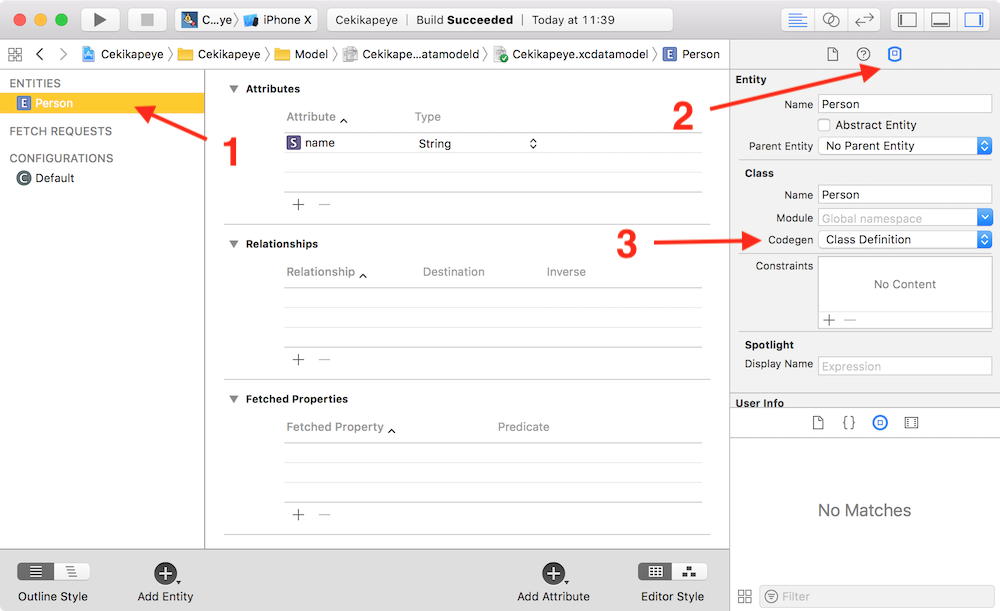 C...ye〉 iPhone X
Cekikapeye | Build Succeeded | Today at 11:39
Cekikapeye 〉 Cekikapeye 〉 Model 〉 Cekikape...atamodeld 〉 Cekikapeye.xcdatamodel 〉 E Person
ENTITIES
E Person
FETCH REQUESTS
CONFIGURATIONS
C Default
1
Attributes
Attribute Type
S name String
+ —
Relationships
Relationship Destination Inverse
+ —
Fetched Properties
Fetched Property Predicate
+ —
2
3
Entity
Name Person
Abstract Entity
Parent Entity No Parent Entity
Class
Name Person
Module Global namespace
Codegen Class Definition
Constraints
No Content
+ —
Spotlight
Display Name Expression
User Info
{}
No Matches
Outline Style
Add Entity
Add Attribute
Editor Style
Filter